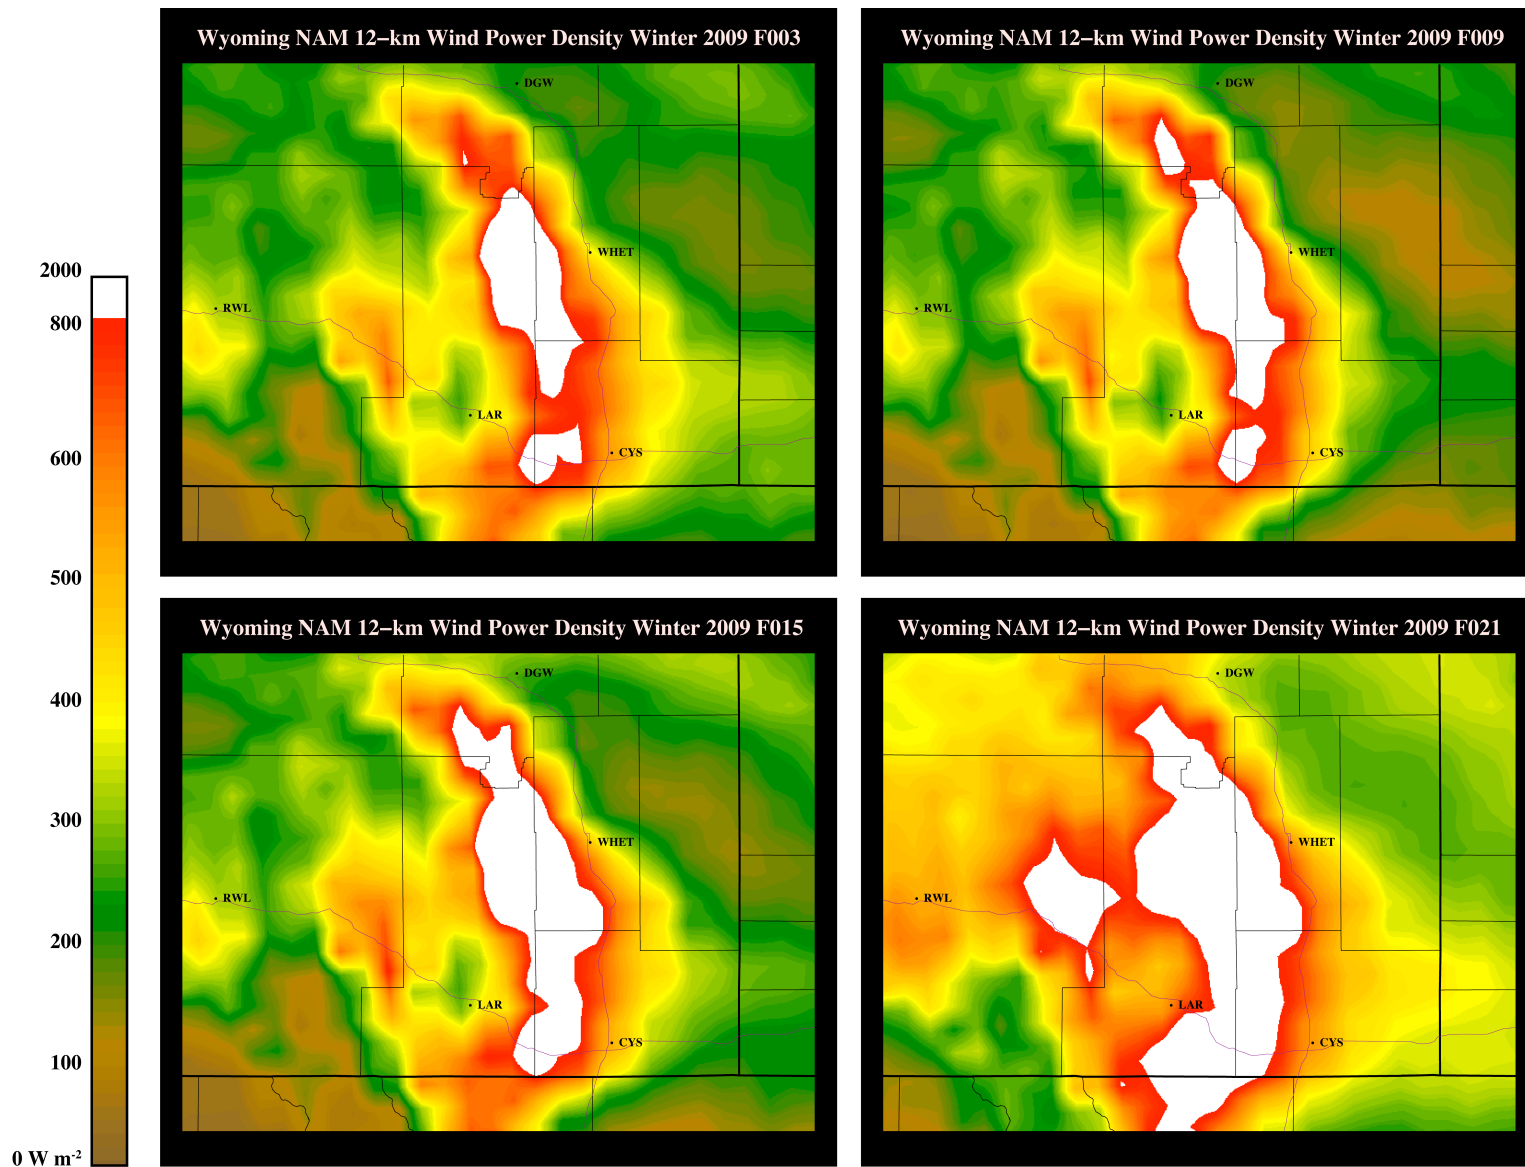 Wyoming NAM 12−km Wind Power Density Winter 2009 F003
DGW
WHET
RWL
LAR
CYS
Wyoming NAM 12−km Wind Power Density Winter 2009 F009
DGW
WHET
RWL
LAR
CYS
2000
800
600
500
400
300
200
100
0 W m-2
Wyoming NAM 12−km Wind Power Density Winter 2009 F015
DGW
WHET
RWL
LAR
CYS
Wyoming NAM 12−km Wind Power Density Winter 2009 F021
DGW
WHET
RWL
LAR
CYS